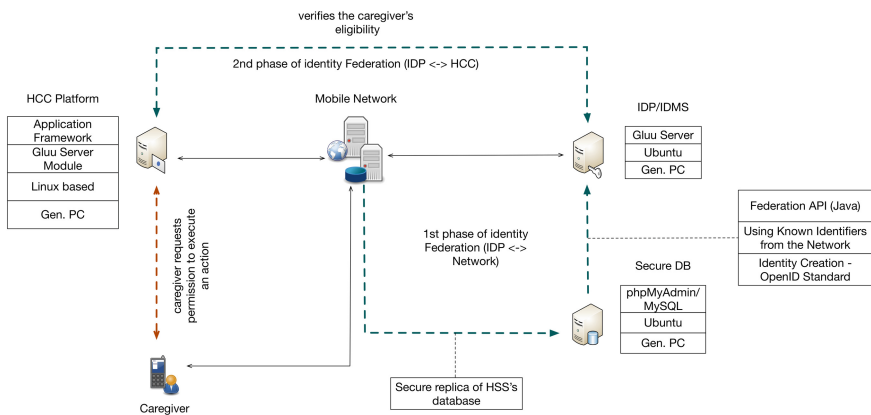 verifies the caregiver's
eligibility
2nd phase of identity Federation (IDP <-> HCC)
HCC Platform
Application
Framework
Gluu Server
Module
Linux based
Gen. PC
Mobile Network
IDP/IDMS
Gluu Server
Ubuntu
Gen. PC
1st phase of identity
Federation (IDP <->
Network)
Federation API (Java)
Using Known Identifiers
from the Network
Identity Creation -
OpenID Standard
Secure DB
phpMyAdmin/
MySQL
Ubuntu
Gen. PC
caregiver requests
permission to execute
an action
Secure replica of HSS's
database
Caregiver